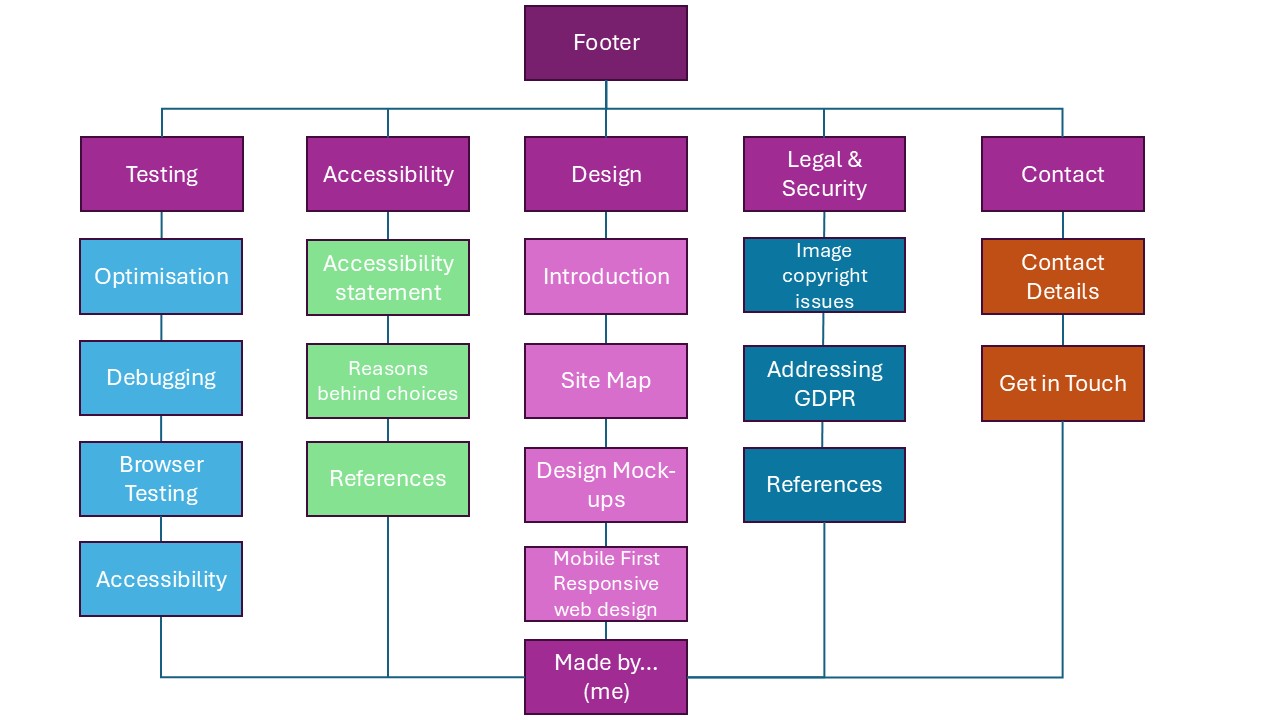 Footer
Testing
Accessibility
Design
Legal &
Security
Contact
Optimisation
Accessibility
statement
Introduction
Image
copyright
issues
Contact
Details
Debugging
Reasons
behind choices
Site Map
Addressing
GDPR
Get in Touch
Browser
Testing
References
Design Mock-
ups
References
Accessibility
Mobile First
Responsive
web design
Made by...
(me)